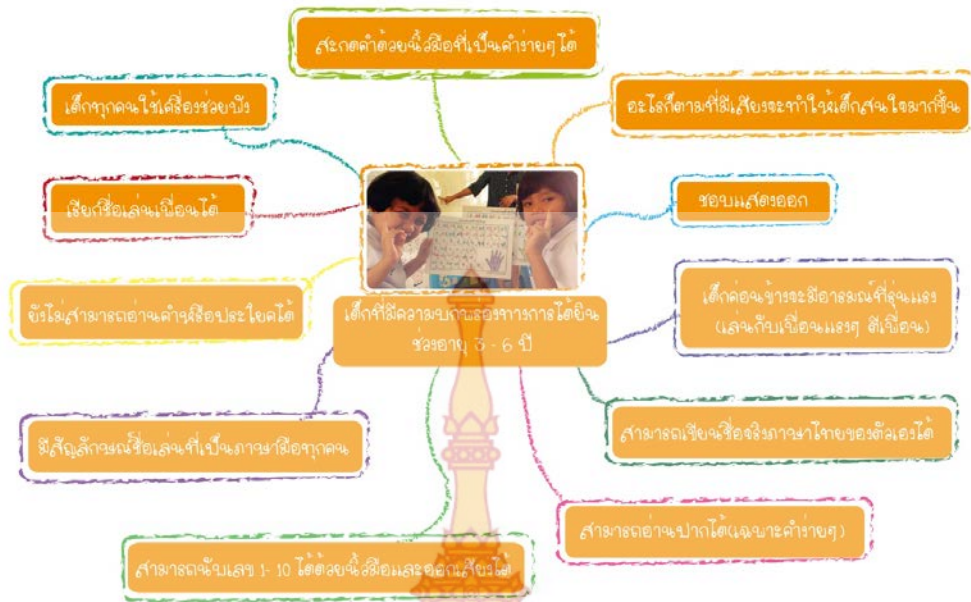 สะกดคำด้วยนิ้วมือที่เป็นคำง่ายๆได้
เด็กทุกคนใช้เครื่องช่วยฟัง
อะไรก็ตามที่มีเสียงจะทำให้เด็กสนใจมากขึ้น
เรียกชื่อเล่นเพื่อนได้
ชอบแสดงออก
ยังไม่สามารถอ่านคำหรือประโยคได้
เด็กที่มีความบกพร่องทางการได้ยิน
ช่วงอายุ 3 - 6 ปี
เด็กค่อนข้างจะมีอารมณ์ที่รุนแรง
(เล่นกับเพื่อนแรงๆ ตีเพื่อน)
มีสัญลักษณ์ชื่อเล่นที่เป็นภาษามือทุกคน
สามารถเขียนชื่อจริงภาษาไทยของตัวเองได้
สามารถอ่านปากได้(เฉพาะคำง่ายๆ)
สามารถนับเลข 1- 10 ได้ด้วยนิ้วมือและออกเสียงได้